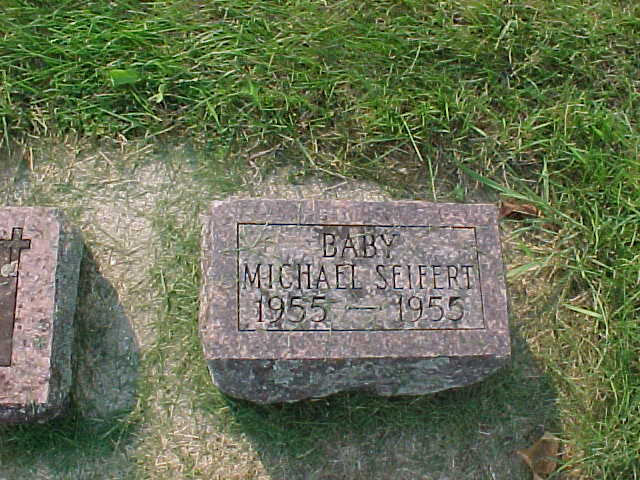 BABY
MICHAEL SEIFERT
1955 — 1955